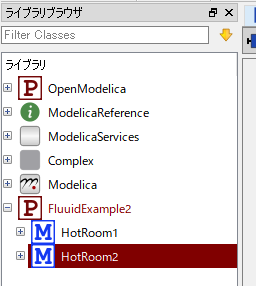 ライブラリブラウザ
Filter Classes
ライブラリ
P OpenModelica
i ModelicaReference
ModelicaServices
Complex
m Modelica
P FluuidExample2
M HotRoom1
M HotRoom2